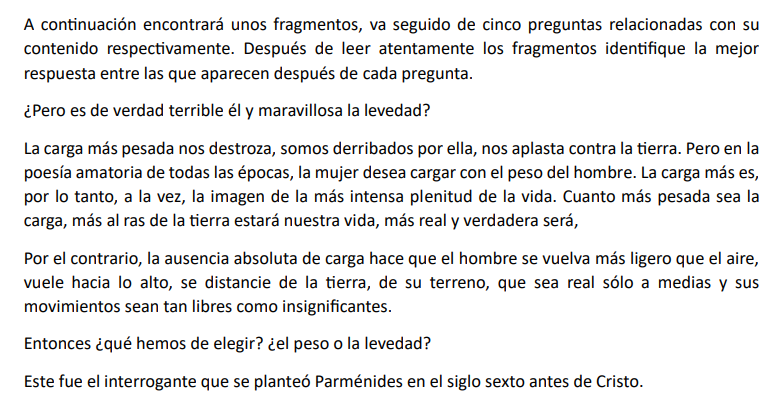 A continuación encontrará unos fragmentos, va seguido de cinco preguntas relacionadas con su
contenido respectivamente. Después de leer atentamente los fragmentos identifique la mejor
respuesta entre las que aparecen después de cada pregunta.
¿Pero es de verdad terrible él y maravillosa la levedad?
La carga más pesada nos destroza, somos derribados por ella, nos aplasta contra la tierra. Pero en la
poesía amatoria de todas las épocas, la mujer desea cargar con el peso del hombre. La carga más es,
por lo tanto, a la vez, la imagen de la más intensa plenitud de la vida. Cuanto más pesada sea la
carga, más al ras de la tierra estará nuestra vida, más real y verdadera será,
Por el contrario, la ausencia absoluta de carga hace que el hombre se vuelva más ligero que el aire,
vuele hacia lo alto, se distancie de la tierra, de su terreno, que sea real sólo a medias y sus
movimientos sean tan libres como insignificantes.
Entonces ¿qué hemos de elegir? ¿el peso o la levedad?
Este fue el interrogante que se planteó Parménides en el siglo sexto antes de Cristo.